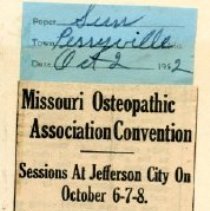 Paper Sun
Town Perryville
Date Oct 2 1942
Missouri Osteopathic
Association Convention
Sessions At Jefferson City On
October 6-7-8.